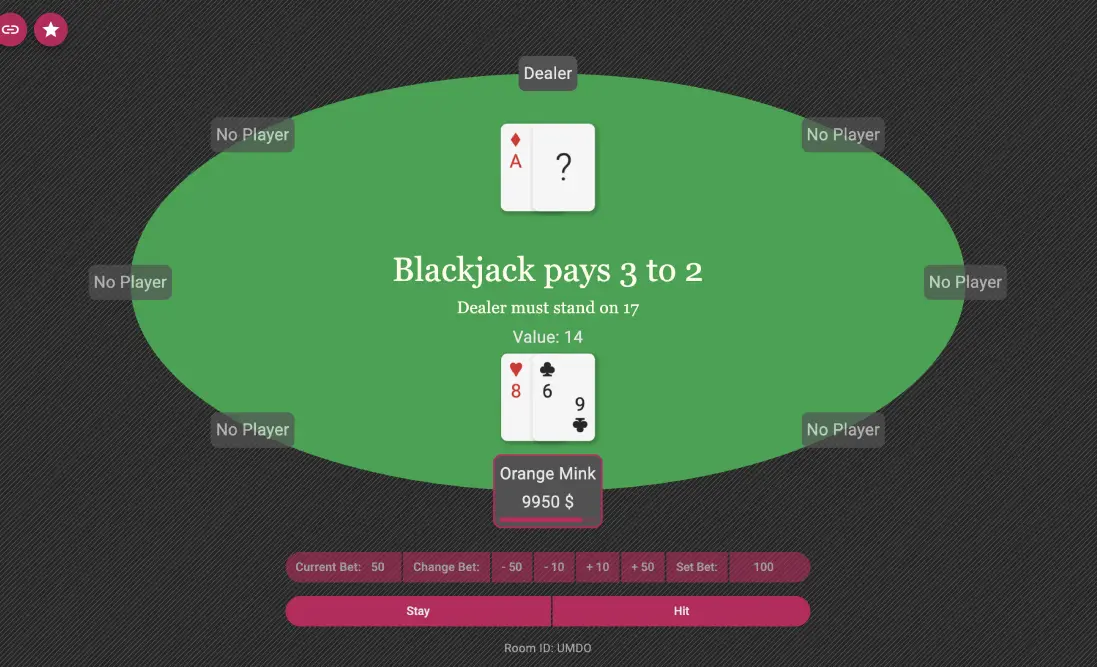 Dealer
No Player
No Player
A
?
Blackjack pays 3 to 2
No Player
No Player
Dealer must stand on 17
Value: 14
8
6
9
No Player
No Player
Orange Mink
9950 $
Current Bet: 50 Change Bet: - 50 - 10 + 10 + 50 Set Bet: 100
Stay Hit
Room ID: UMDO